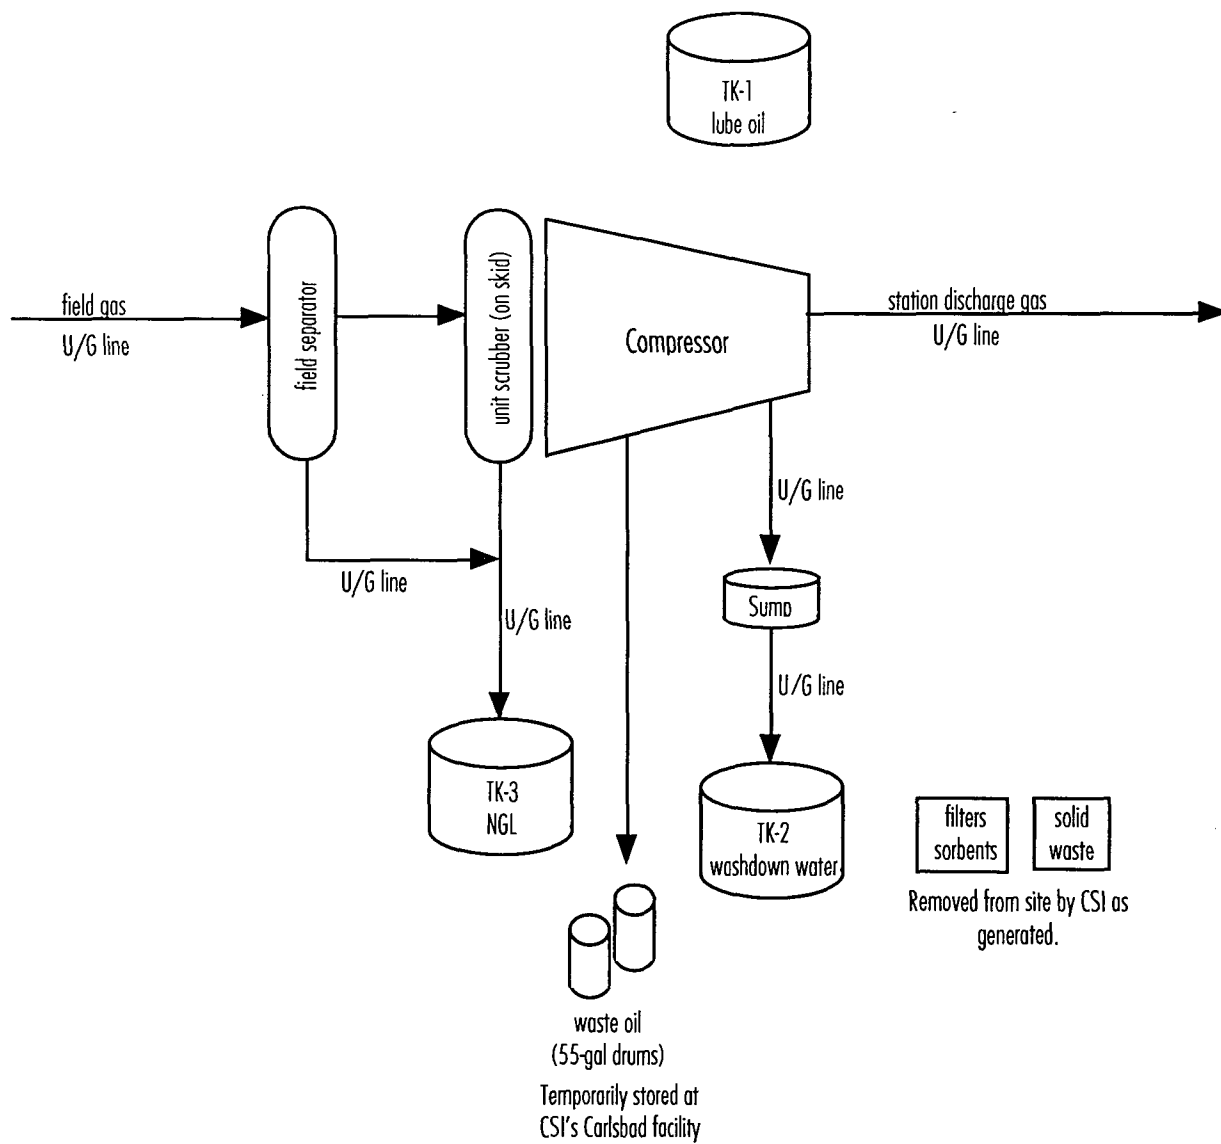 TK-1
lube oil
field gas
U/G line
field separator
unit scrubber (on skid)
Compressor
station discharge gas
U/G line
U/G line
U/G line
U/G line
Sump
U/G line
TK-3
NGL
TK-2
washdown water
filters
sorbents
solid
waste
Removed from site by CSI as
generated.
waste oil
(55-gal drums)
Temporarily stored at
CSI's Carlsbad facility